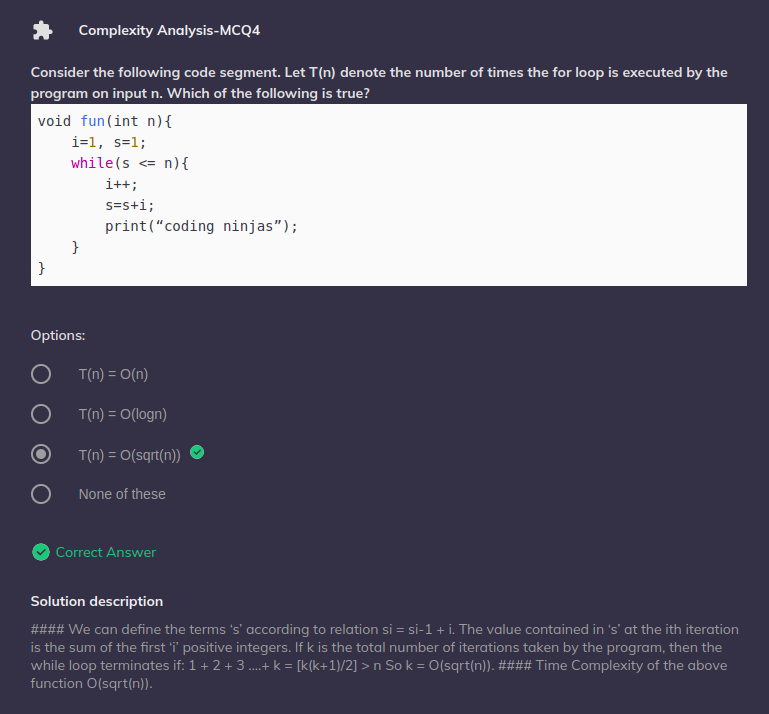 Complexity Analysis-MCQ4
Consider the following code segment. Let T(n) denote the number of times the for loop is executed by the
program on input n. Which of the following is true?
void fun(int n){
    i=1, s=1;
    while(s <= n){
        i++;
        s=s+i;
        print(“coding ninjas”);
    }
}
Options:
T(n) = O(n)
T(n) = O(logn)
T(n) = O(sqrt(n))
None of these
Correct Answer
Solution description
#### We can define the terms ‘s’ according to relation si = si-1 + i. The value contained in ‘s’ at the ith iteration
is the sum of the first ‘i’ positive integers. If k is the total number of iterations taken by the program, then the
while loop terminates if: 1 + 2 + 3 ....+ k = [k(k+1)/2] > n So k = O(sqrt(n)). #### Time Complexity of the above
function O(sqrt(n)).